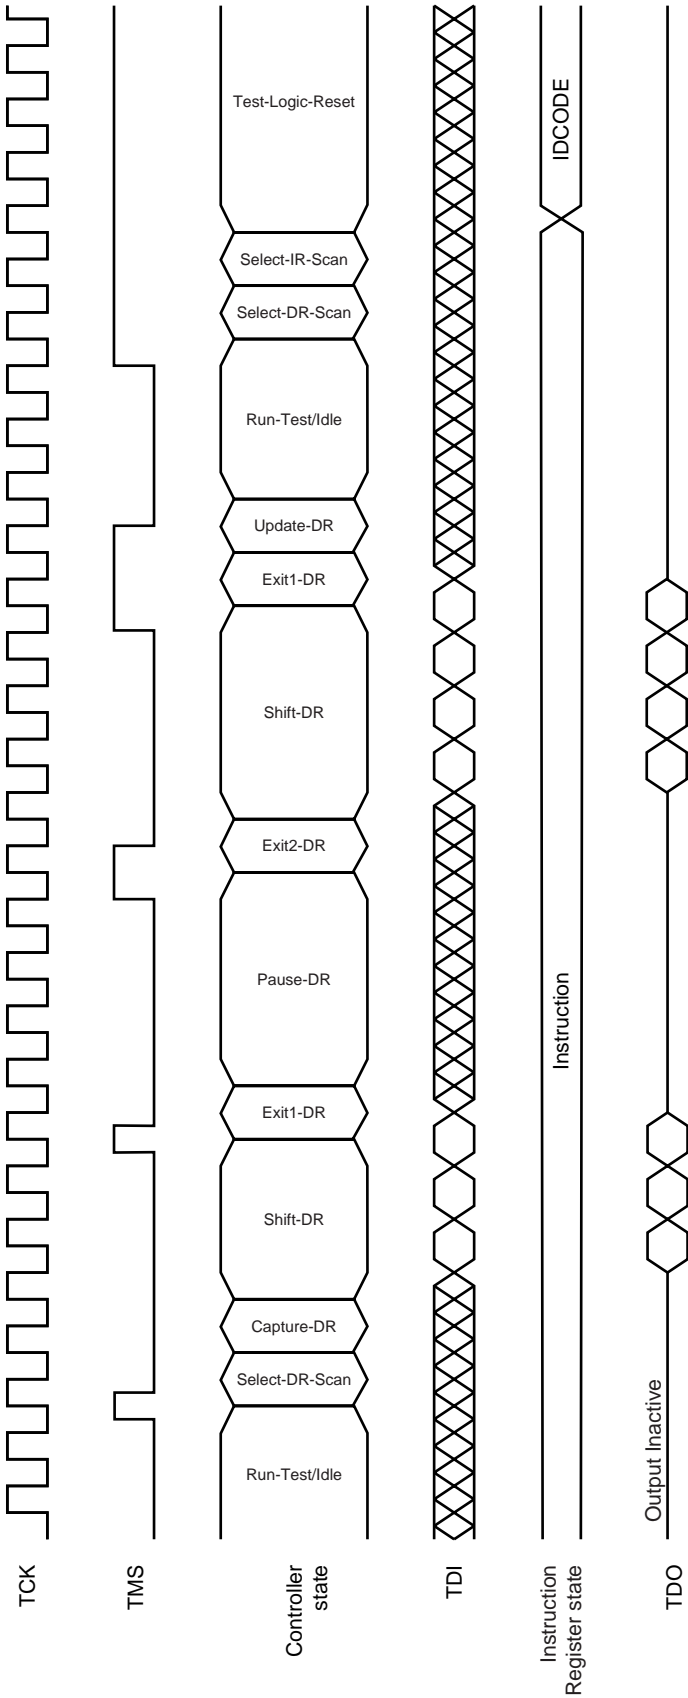 TCK
TMS
Controller
state
Run-Test/Idle
Select-DR-Scan
Capture-DR
Shift-DR
Exit1-DR
Pause-DR
Exit2-DR
Shift-DR
Exit1-DR
Update-DR
Run-Test/Idle
Select-DR-Scan
Select-IR-Scan
Test-Logic-Reset
TDI
Instruction
Register state
Instruction
IDCODE
TDO
Output Inactive